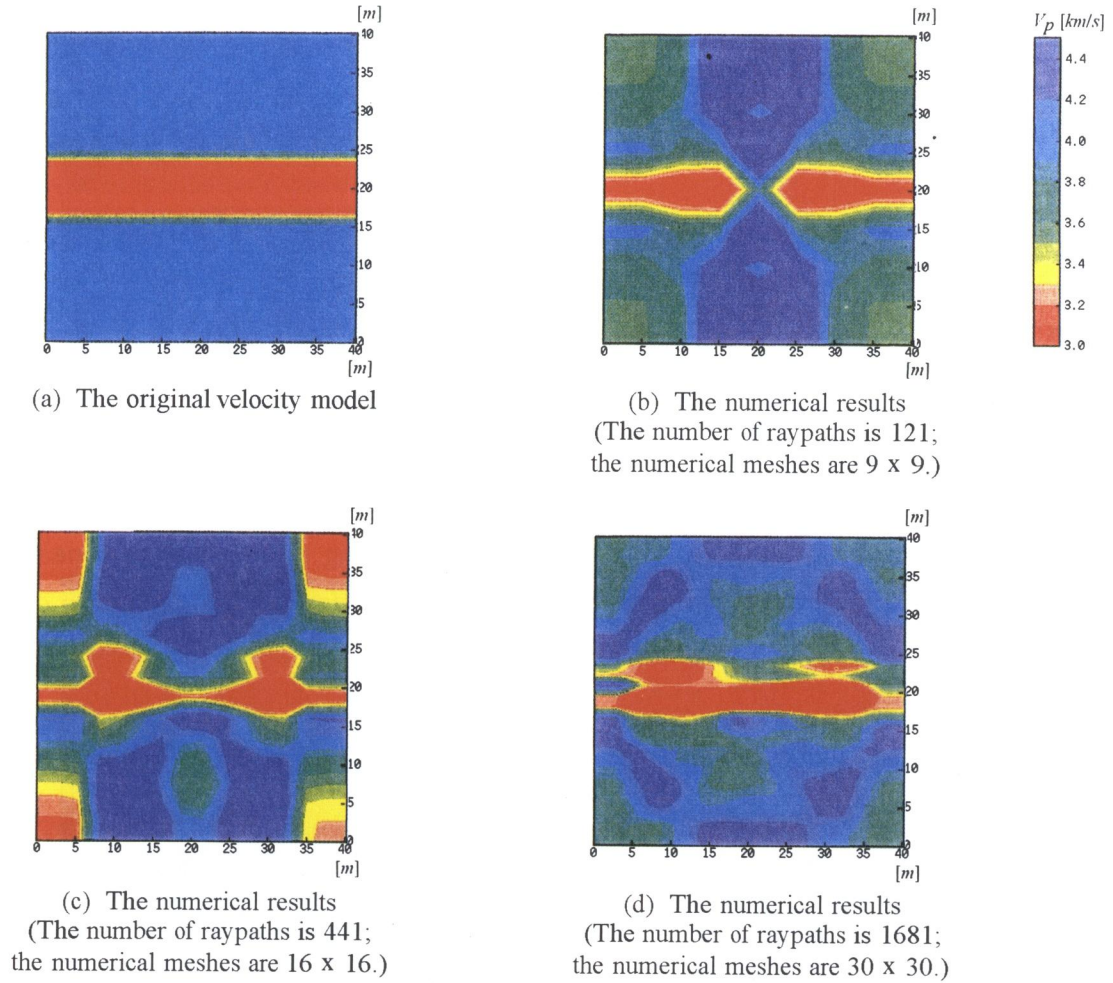 [m]
40
35
30
25
20
15
10
5
0
0 5 10 15 20 25 30 35 40
[m]
(a) The original velocity model
[m]
40
35
30
25
20
15
10
5
0
0 5 10 15 20 25 30 35 40
[m]
(b) The numerical results
(The number of raypaths is 121;
the numerical meshes are 9 x 9.)
Vp [km/s]
4.4
4.2
4.0
3.8
3.6
3.4
3.2
3.0
[m]
40
35
30
25
20
15
10
5
0
0 5 10 15 20 25 30 35 40
[m]
(c) The numerical results
(The number of raypaths is 441;
the numerical meshes are 16 x 16.)
[m]
40
35
30
25
20
15
10
5
0
0 5 10 15 20 25 30 35 40
[m]
(d) The numerical results
(The number of raypaths is 1681;
the numerical meshes are 30 x 30.)